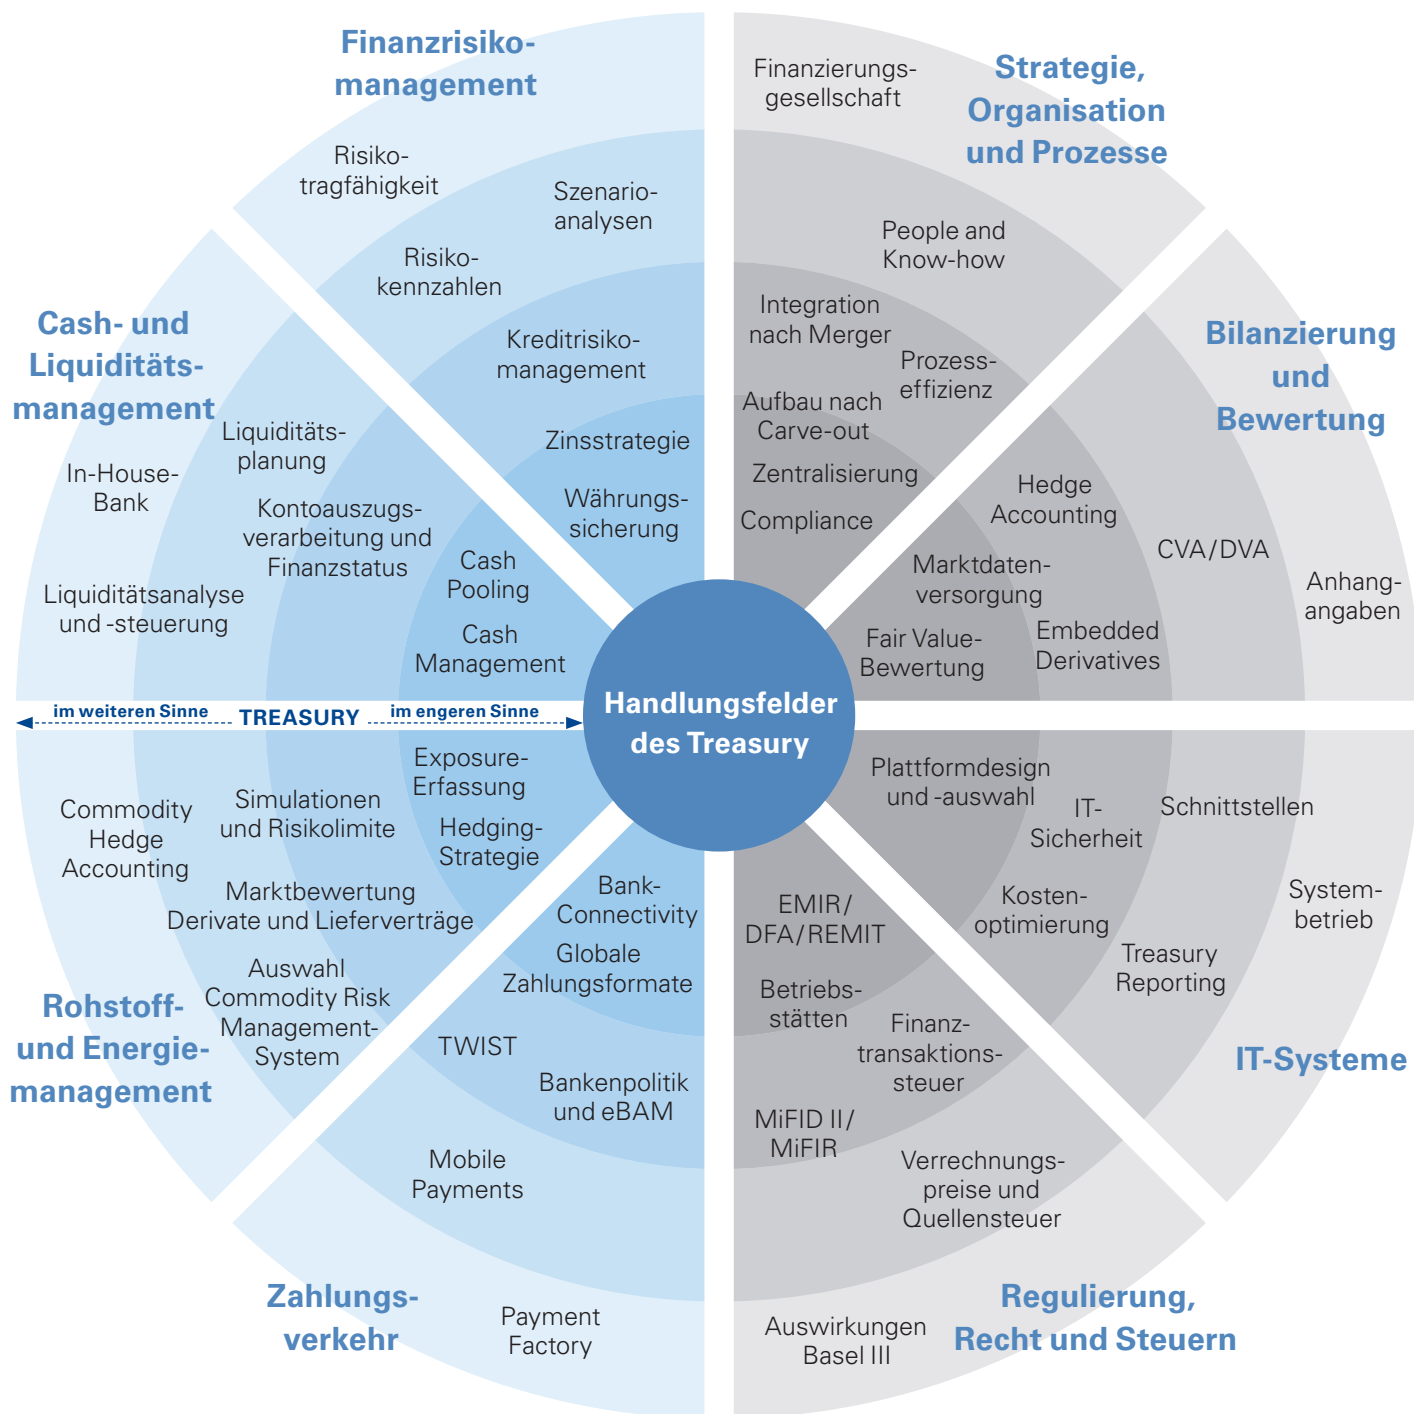 Finanzrisiko-
management
Risiko-
tragfähigkeit
Szenario-
analysen
Risiko-
kennzahlen
Kreditrisiko-
management
Zinsstrategie
Währungs-
sicherung
Strategie,
Organisation
und Prozesse
Finanzierungs-
gesellschaft
People and
Know-how
Integration
nach Merger
Prozess-
effizienz
Aufbau nach
Carve-out
Zentralisierung
Compliance
Cash- und
Liquiditäts-
management
Liquiditäts-
planung
In-House-
Bank
Kontoauszugs-
verarbeitung und
Finanzstatus
Liquiditätsanalyse
und -steuerung
Cash
Pooling
Cash
Management
Bilanzierung
und
Bewertung
Hedge
Accounting
CVA/DVA
Anhang-
angaben
Marktdaten-
versorgung
Embedded
Derivatives
Fair Value-
Bewertung
Handlungsfelder
des Treasury
im weiteren Sinne TREASURY im engeren Sinne
Exposure-
Erfassung
Hedging-
Strategie
Simulationen
und Risikolimite
Commodity
Hedge
Accounting
Marktbewertung
Derivate und Lieferverträge
Auswahl
Commodity Risk
Management-
System
Rohstoff-
und Energie-
management
Plattformdesign
und -auswahl
IT-
Sicherheit
Schnittstellen
System-
betrieb
Kosten-
optimierung
Treasury
Reporting
IT-Systeme
Bank-
Connectivity
Globale
Zahlungsformate
TWIST
Bankenpolitik
und eBAM
Mobile
Payments
Payment
Factory
Zahlungs-
verkehr
EMIR/
DFA/REMIT
Betriebs-
stätten
Finanz-
transaktions-
steuer
MiFID II/
MiFIR
Verrechnungs-
preise und
Quellensteuer
Auswirkungen
Basel III
Regulierung,
Recht und Steuern